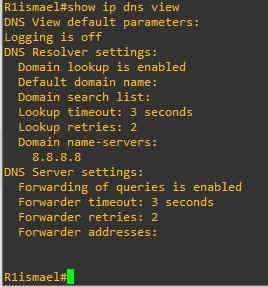 R1ismael#show ip dns view
DNS View default parameters:
Logging is off
DNS Resolver settings:
  Domain lookup is enabled
  Default domain name:
  Domain search list:
  Lookup timeout: 3 seconds
  Lookup retries: 2
  Domain name-servers:
    8.8.8.8
DNS Server settings:
  Forwarding of queries is enabled
  Forwarder timeout: 3 seconds
  Forwarder retries: 2
  Forwarder addresses:
R1ismael#